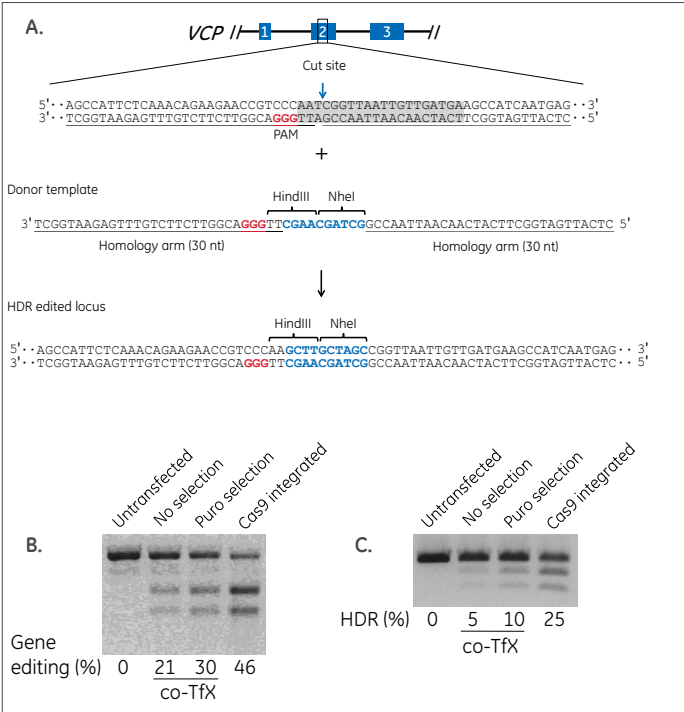 A.
VCP // 1 2 3 //
Cut site
5'··AGCCATTCTCAAACAGAAGAACCGTCCCAATCGGTTAATTGTTGATGAAGCCATCAATGAG··3'
3'··TCGGTAAGAGTTTGTCTTCTTGGCAGGGTTAGCCAATTAACAACTACTTCGGTAGTTACTC··5'
PAM
+
Donor template
HindIII NheI
3'TCGGTAAGAGTTTGTCTTCTTGGCAGGGTTCGAACGATCGGCCAATTAACAACTACTTCGGTAGTTACTC 5'
Homology arm (30 nt) Homology arm (30 nt)
HDR edited locus
HindIII NheI
5'··AGCCATTCTCAAACAGAAGAACCGTCCCAAGCTTGCTAGCCGGTTAATTGTTGATGAAGCCATCAATGAG·· 3'
3'··TCGGTAAGAGTTTGTCTTCTTGGCAGGGTTCGAACGATCGGCCAATTAACAACTACTTCGGTAGTTACTC·· 5'
B.
Untransfected
No selection
Puro selection
Cas9 integrated
Gene
editing (%) 0 21 30 46
co-TfX
C.
Untransfected
No selection
Puro selection
Cas9 integrated
HDR (%) 0 5 10 25
co-TfX